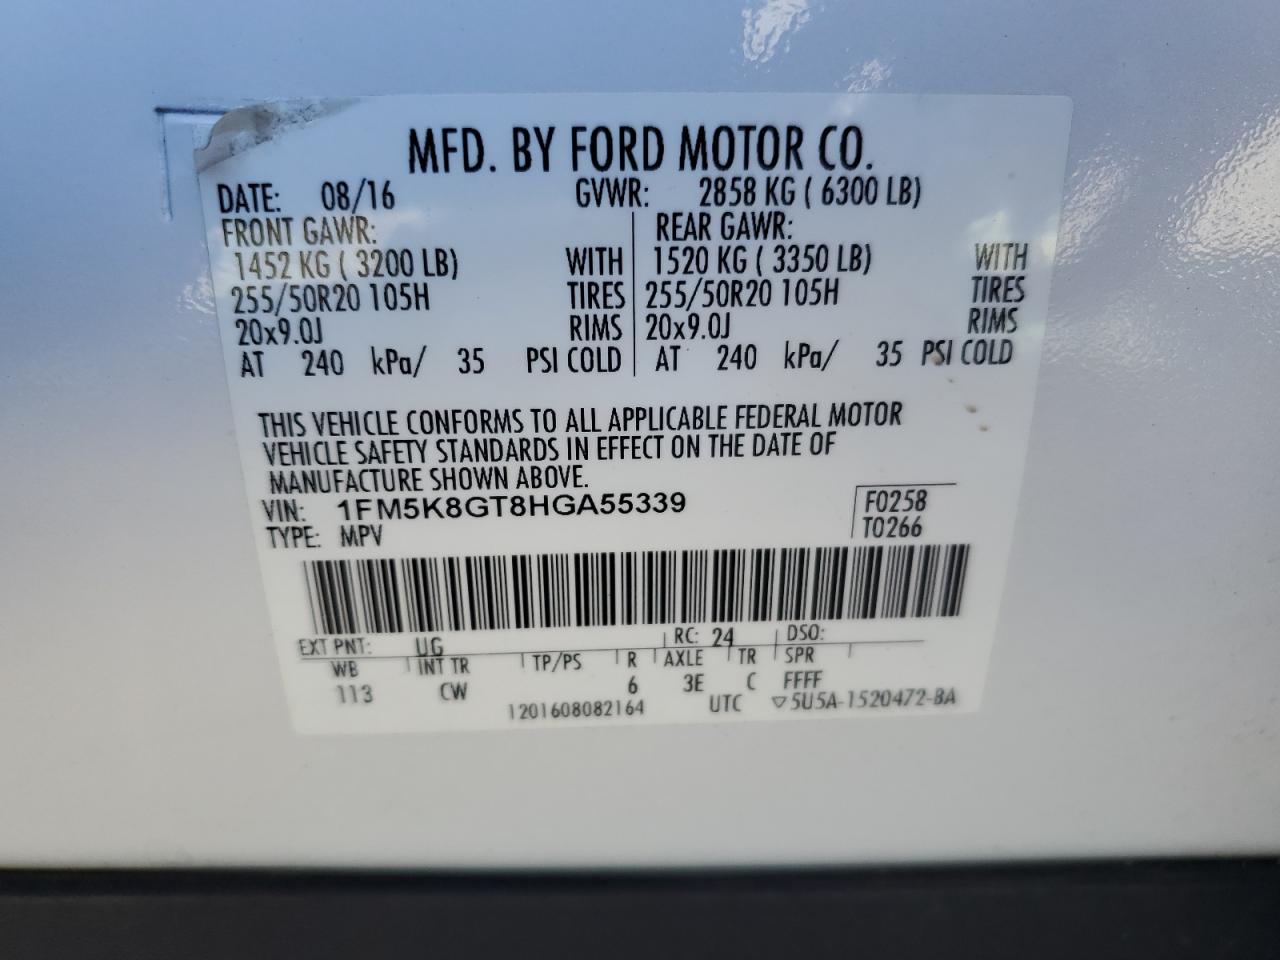 MFD. BY FORD MOTOR CO.
DATE: 08/16 GVWR: 2858 KG ( 6300 LB)
FRONT GAWR: REAR GAWR:
1452 KG ( 3200 LB) WITH 1520 KG ( 3350 LB) WITH
255/50R20 105H TIRES 255/50R20 105H TIRES
20x9.0J RIMS 20x9.0J RIMS
AT 240 kPa/ 35 PSI COLD AT 240 kPa/ 35 PSI COLD
THIS VEHICLE CONFORMS TO ALL APPLICABLE FEDERAL MOTOR
VEHICLE SAFETY STANDARDS IN EFFECT ON THE DATE OF
MANUFACTURE SHOWN ABOVE.
VIN: 1FM5K8GT8HGA55339 F0258
TYPE: MPV T0266
EXT PNT: UG RC: 24 DSO:
WB INT TR TP/PS R AXLE TR SPR
113 CW 6 3E C FFFF
1201608082164 UTC ▽5U5A-1520472-BA